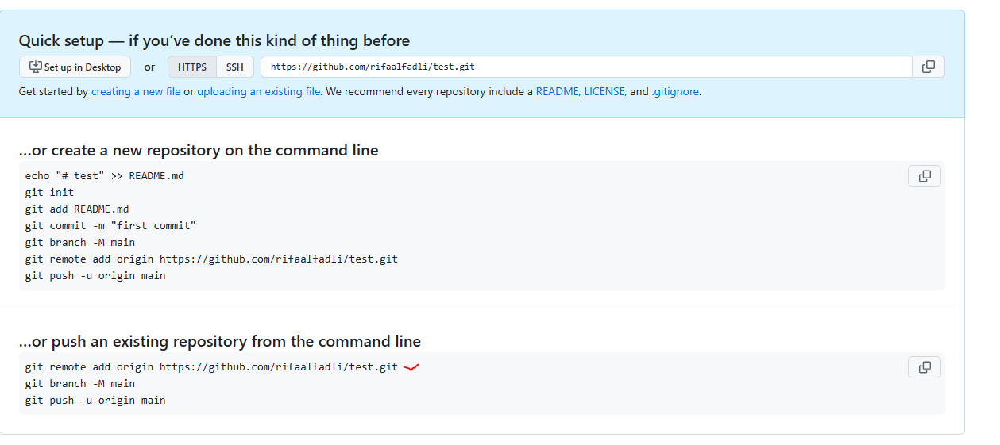 Quick setup — if you’ve done this kind of thing before
Set up in Desktop or HTTPS SSH https://github.com/rifaalfadli/test.git
Get started by creating a new file or uploading an existing file. We recommend every repository include a README, LICENSE, and .gitignore.
…or create a new repository on the command line
echo "# test" >> README.md
git init
git add README.md
git commit -m "first commit"
git branch -M main
git remote add origin https://github.com/rifaalfadli/test.git
git push -u origin main
…or push an existing repository from the command line
git remote add origin https://github.com/rifaalfadli/test.git
git branch -M main
git push -u origin main